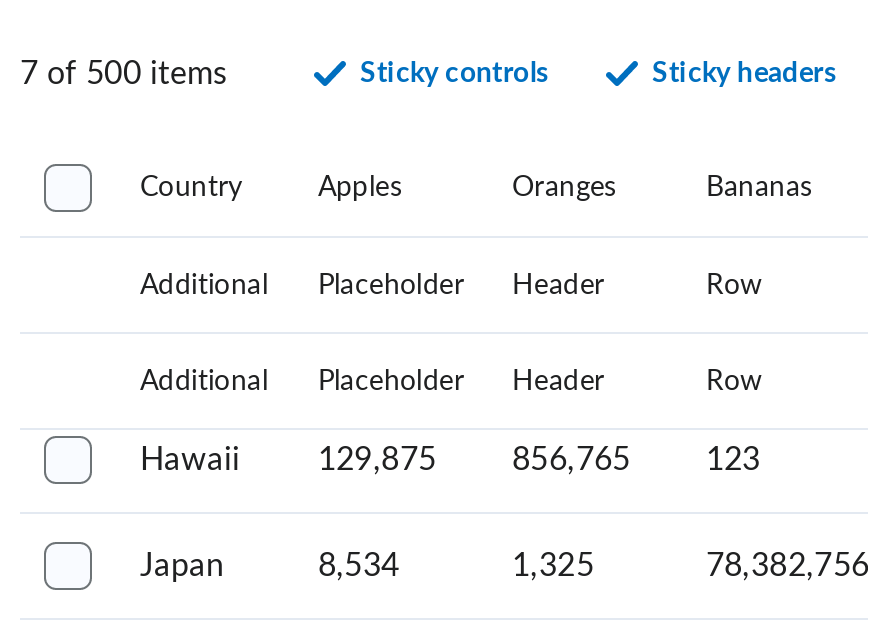 7 of 500 items Sticky controls Sticky headers
Country Apples Oranges Bananas
Additional Placeholder Header Row
Additional Placeholder Header Row
Hawaii 129,875 856,765 123
Japan 8,534 1,325 78,382,756